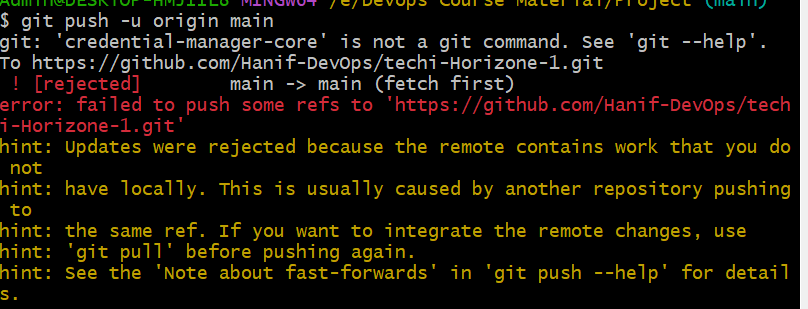 /e/Devops Course Material/Project (main)
$ git push -u origin main
git: 'credential-manager-core' is not a git command. See 'git --help'.
To https://github.com/Hanif-DevOps/techi-Horizone-1.git
 ! [rejected]        main -> main (fetch first)
error: failed to push some refs to 'https://github.com/Hanif-DevOps/tech
i-Horizone-1.git'
hint: Updates were rejected because the remote contains work that you do
 not
hint: have locally. This is usually caused by another repository pushing
 to
hint: the same ref. If you want to integrate the remote changes, use
hint: 'git pull' before pushing again.
hint: See the 'Note about fast-forwards' in 'git push --help' for detail
s.